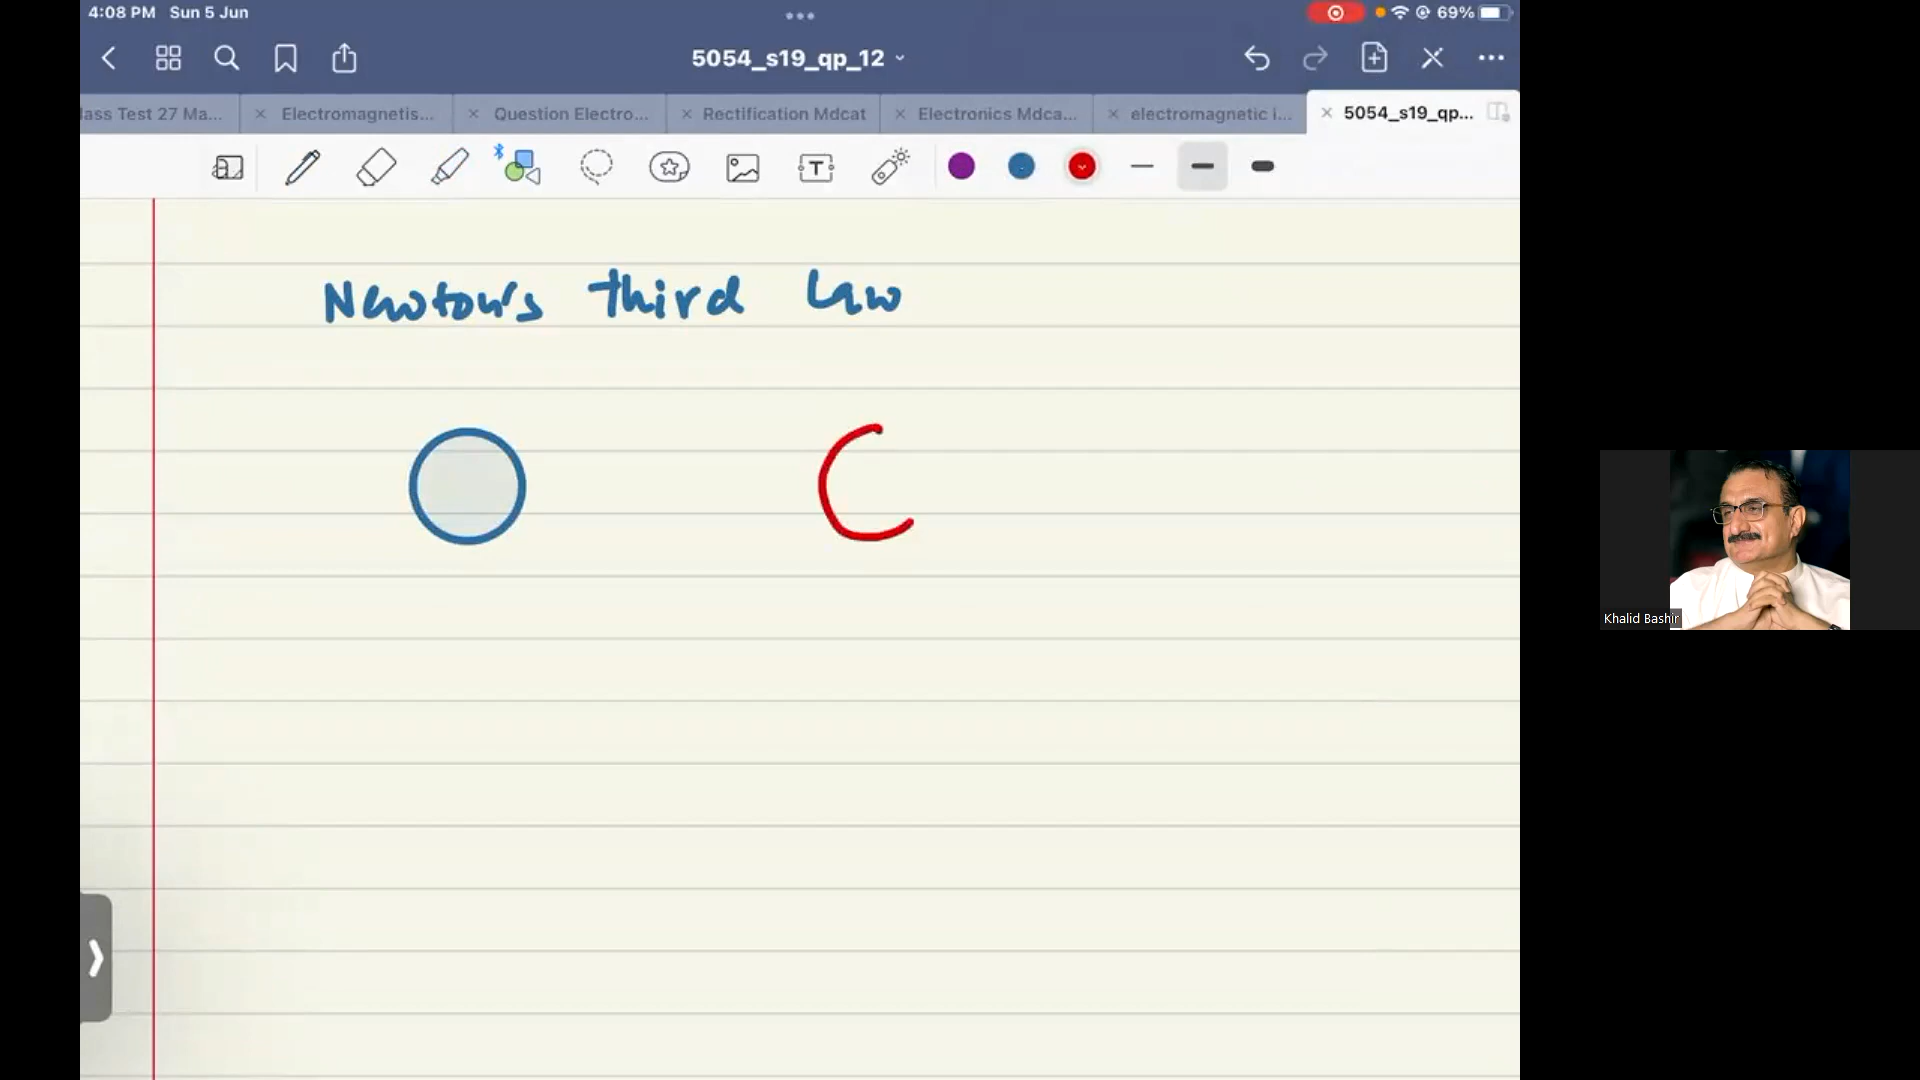 4:08 PM Sun 5 Jun
69%
5054_s19_qp_12
lass Test 27 Ma...
Electromagnetis...
Question Electro...
Rectification Mdcat
Electronics Mdca...
electromagnetic i...
5054_s19_qp...
T
Newton's third Law
Khalid Bashir